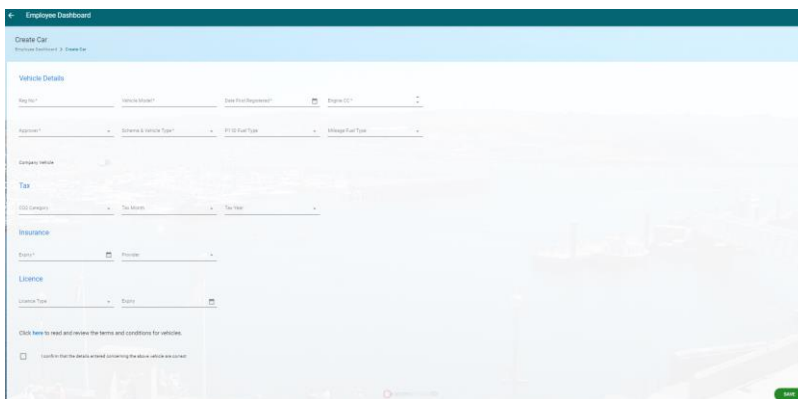 Employee Dashboard
Create Car
Employee Dashboard > Create Car
Vehicle Details
Reg No.* Vehicle Model* Date First Registered* Engine CC*
Approver* Scheme & Vehicle Type* P11D Fuel Type Mileage Fuel Type
Company Vehicle
Tax
CO2 Category Tax Month Tax Year
Insurance
Expiry* Provider
Licence
Licence Type Expiry
Click here to read and review the terms and conditions for vehicles.
I confirm that the details entered concerning the above vehicle are current
SAVE